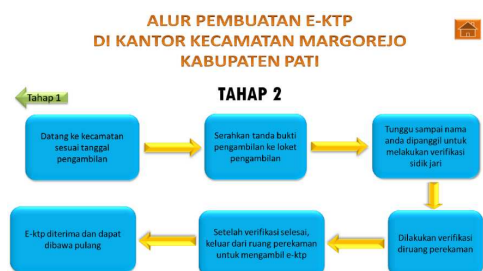 ALUR PEMBUATAN E-KTP
DI KANTOR KECAMATAN MARGOREJO
KABUPATEN PATI
Tahap 1
TAHAP 2
Datang ke kecamatan
sesuai tanggal
pengambilan
Serahkan tanda bukti
pengambilan ke loket
pengambilan
Tunggu sampai nama
anda dipanggil untuk
melakukan verifikasi
sidik jari
Dilakukan verifikasi
diruang perekaman
Setelah verifikasi selesai,
keluar dari ruang perekaman
untuk mengambil e-ktp
E-ktp diterima dan dapat
dibawa pulang